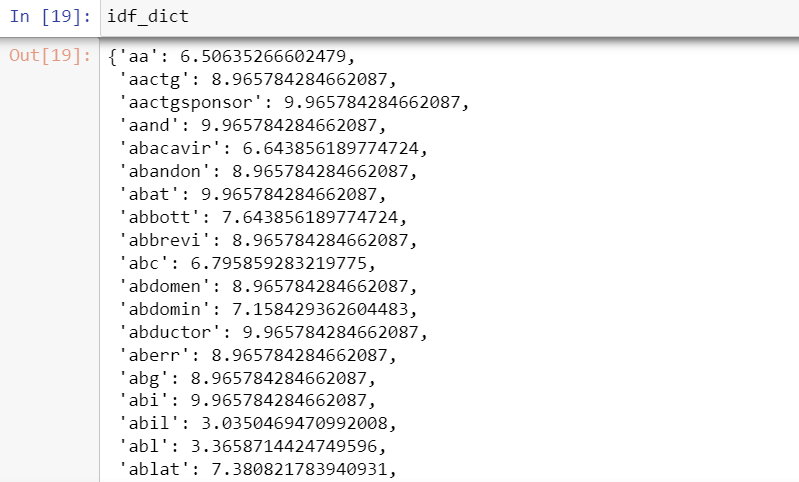 In [19]: idf_dict
Out[19]: {'aa': 6.50635266602479,
'aactg': 8.965784284662087,
'aactgsponsor': 9.965784284662087,
'aand': 9.965784284662087,
'abacavir': 6.643856189774724,
'abandon': 8.965784284662087,
'abat': 9.965784284662087,
'abbott': 7.643856189774724,
'abbrevi': 8.965784284662087,
'abc': 6.795859283219775,
'abdomen': 8.965784284662087,
'abdomin': 7.158429362604483,
'abductor': 9.965784284662087,
'aberr': 8.965784284662087,
'abg': 8.965784284662087,
'abi': 9.965784284662087,
'abil': 3.0350469470992008,
'abl': 3.3658714424749596,
'ablat': 7.380821783940931,